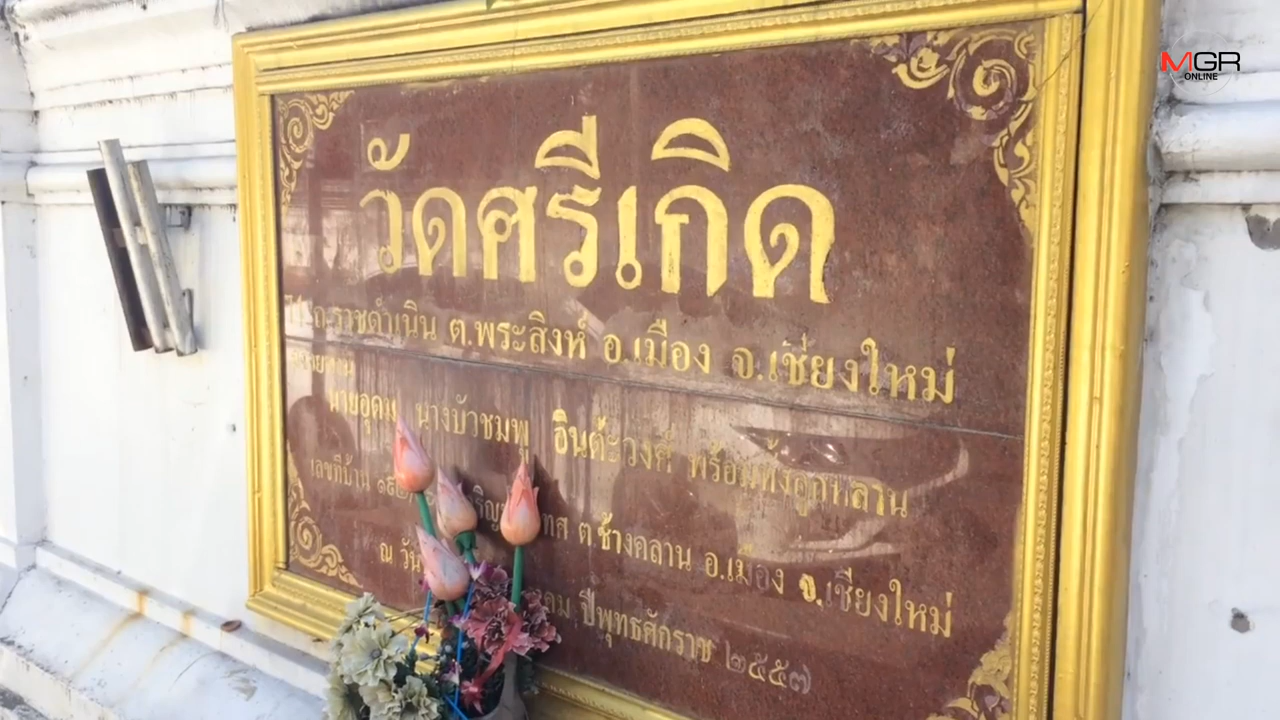 MGR
ONLINE
วัดศรีเกิด
ถ.ราชดำเนิน ต.พระสิงห์ อ.เมือง จ.เชียงใหม่
นายอุดม นางบัวชมพู อินต๊ะวงศ์ พร้อมทั้งลูกหลาน
เลขที่บ้าน ต.ช้างคลาน อ.เมือง จ.เชียงใหม่
ณ วัน ปีพุทธศักราช ๒๕๕๗